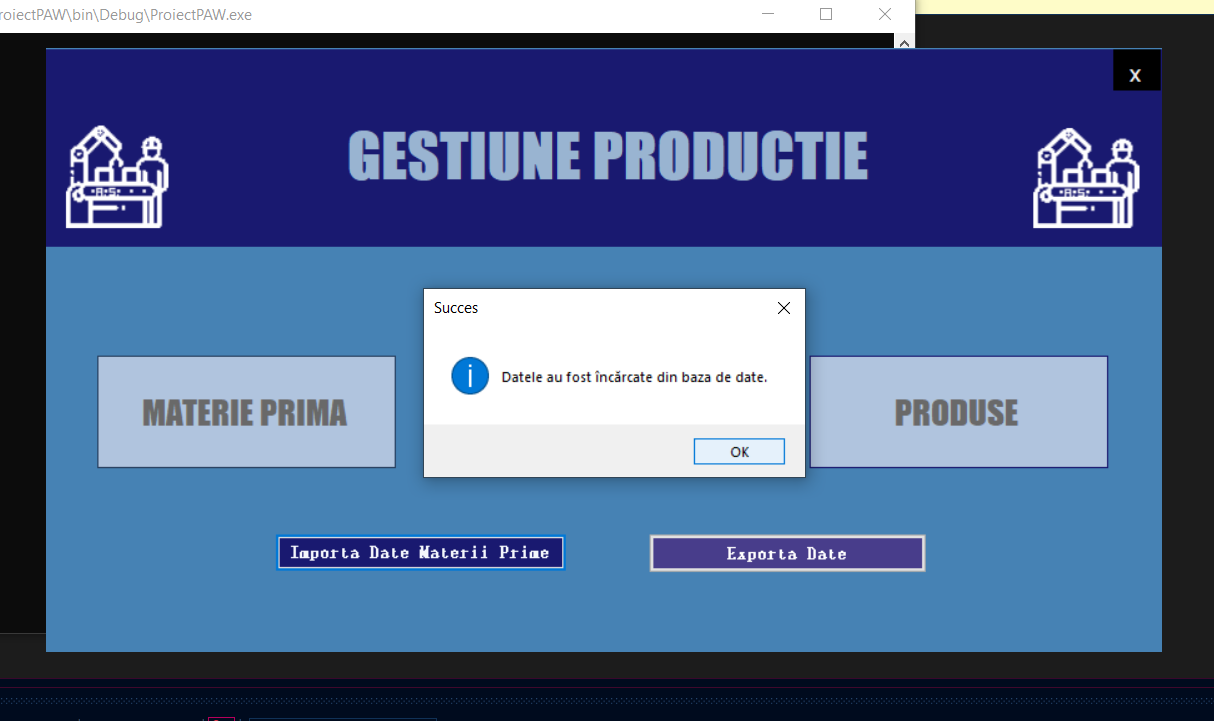 roiectPAW\bin\Debug\ProiectPAW.exe
x
GESTIUNE PRODUCTIE
Succes
Datele au fost încărcate din baza de date.
MATERIE PRIMA
PRODUSE
OK
Importa Date Materii Prime
Exporta Date